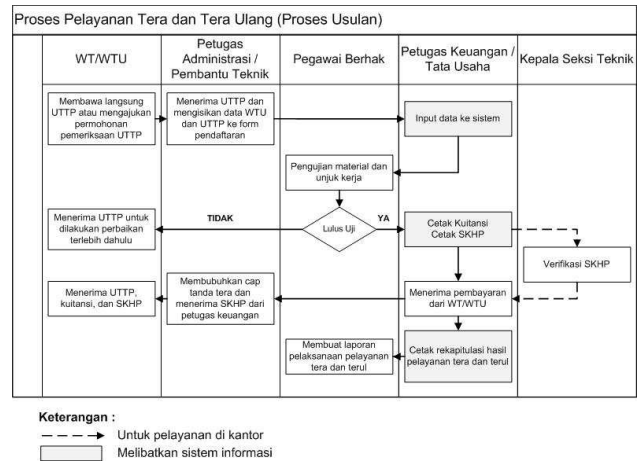 Proses Pelayanan Tera dan Tera Ulang (Proses Usulan)
WT/WTU
Petugas
Administrasi /
Pembantu Teknik
Pegawai Berhak
Petugas Keuangan /
Tata Usaha
Kepala Seksi Teknik
Membawa langsung
UTTP atau mengajukan
permohonan
pemeriksaan UTTP
Menerima UTTP dan
mengisikan data WTU
dan UTTP ke form
pendaftaran
Input data ke sistem
Pengujian material dan
unjuk kerja
Menerima UTTP untuk
dilakukan perbaikan
terlebih dahulu
TIDAK
Lulus Uji
YA
Cetak Kuitansi
Cetak SKHP
Verifikasi SKHP
Menerima UTTP,
kuitansi, dan SKHP
Membubuhkan cap
tanda tera dan
menerima SKHP dari
petugas keuangan
Menerima pembayaran
dari WT/WTU
Membuat laporan
pelaksanaan pelayanan
tera dan terul
Cetak rekapitulasi hasil
pelayanan tera dan terul
Keterangan :
Untuk pelayanan di kantor
Melibatkan sistem informasi